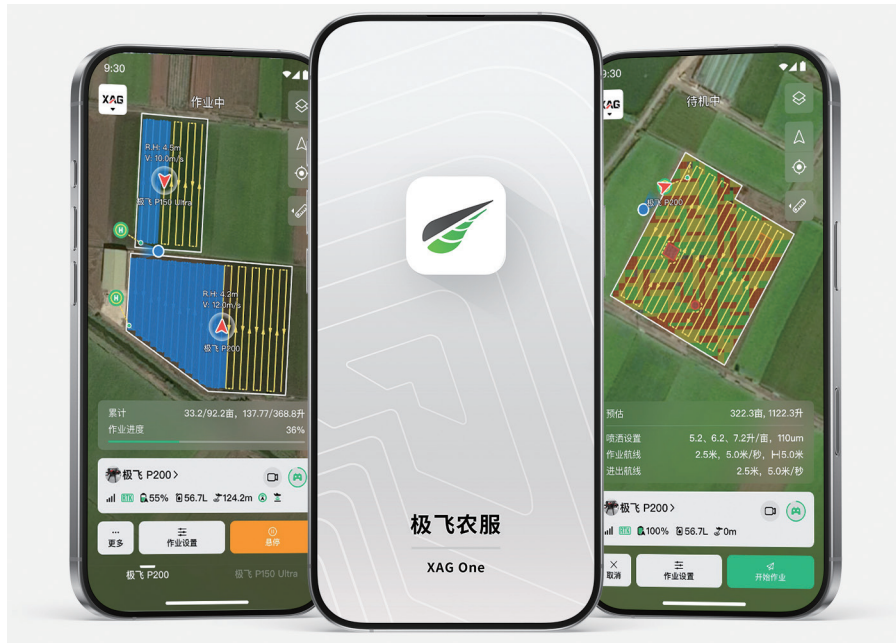 9:30
XAG
作业中
R.H: 4.5m
V: 10.0m/s
极飞 P150 Ultra
H
H
R.H: 4.2m
V: 12.0m/s
极飞 P200
累计 33.2/92.2亩，137.77/368.8升
作业进度 36%
极飞 P200 >
RTK 55% 56.7L 124.2m
更多 作业设置 悬停
极飞 P200 极飞 P150 Ultra
极飞农服
XAG One
9:30
XAG
待机中
极飞 P200
预估 322.3亩，1122.3升
喷洒设置 5.2、6.2、7.2升/亩，110um
作业航线 2.5米，5.0米/秒，5.0米
进出航线 2.5米，5.0米/秒
极飞 P200 >
RTK 100% 56.7L 0m
取消 作业设置 开始作业